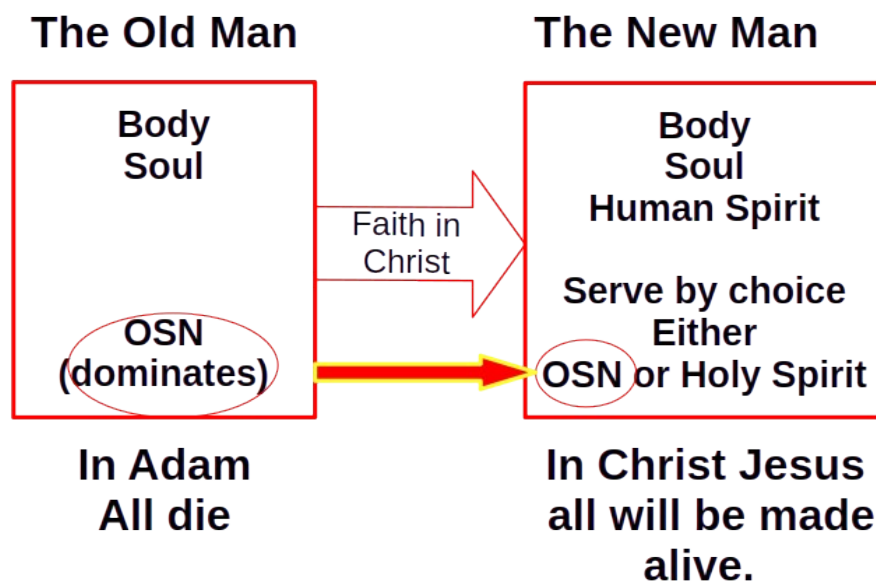 The Old Man
Body
Soul
OSN
(dominates)
In Adam
All die
Faith in
Christ
The New Man
Body
Soul
Human Spirit
Serve by choice
Either
OSN or Holy Spirit
In Christ Jesus
all will be made
alive.